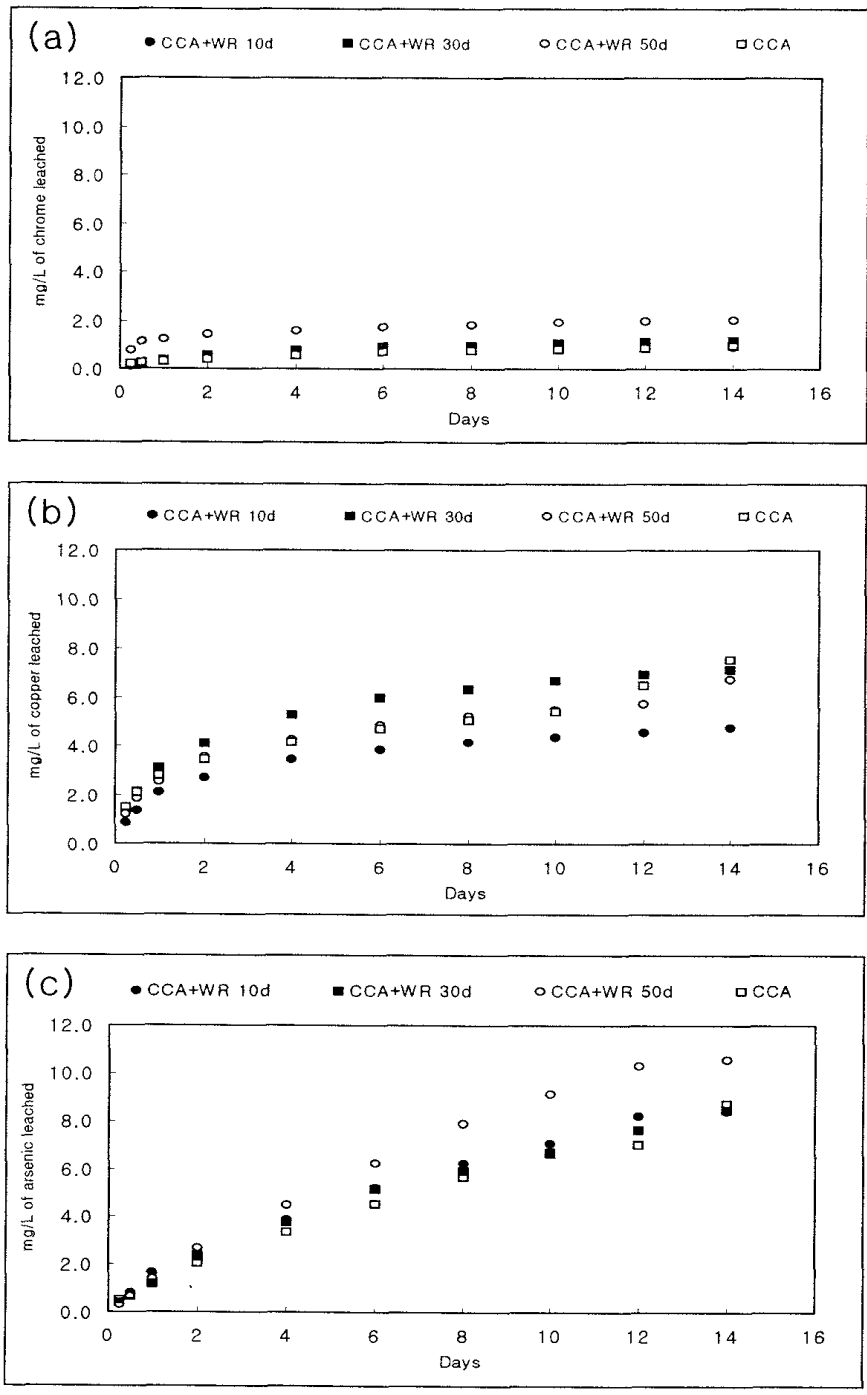 (a)
CCA+WR 10d CCA+WR 30d CCA+WR 50d CCA
12.0
10.0
8.0
6.0
4.0
2.0
0.0
mg/L of chrome leached
0 2 4 6 8 10 12 14 16
Days
(b)
CCA+WR 10d CCA+WR 30d CCA+WR 50d CCA
12.0
10.0
8.0
6.0
4.0
2.0
0.0
mg/L of copper leached
0 2 4 6 8 10 12 14 16
Days
(c)
CCA+WR 10d CCA+WR 30d CCA+WR 50d CCA
12.0
10.0
8.0
6.0
4.0
2.0
0.0
mg/L of arsenic leached
0 2 4 6 8 10 12 14 16
Days